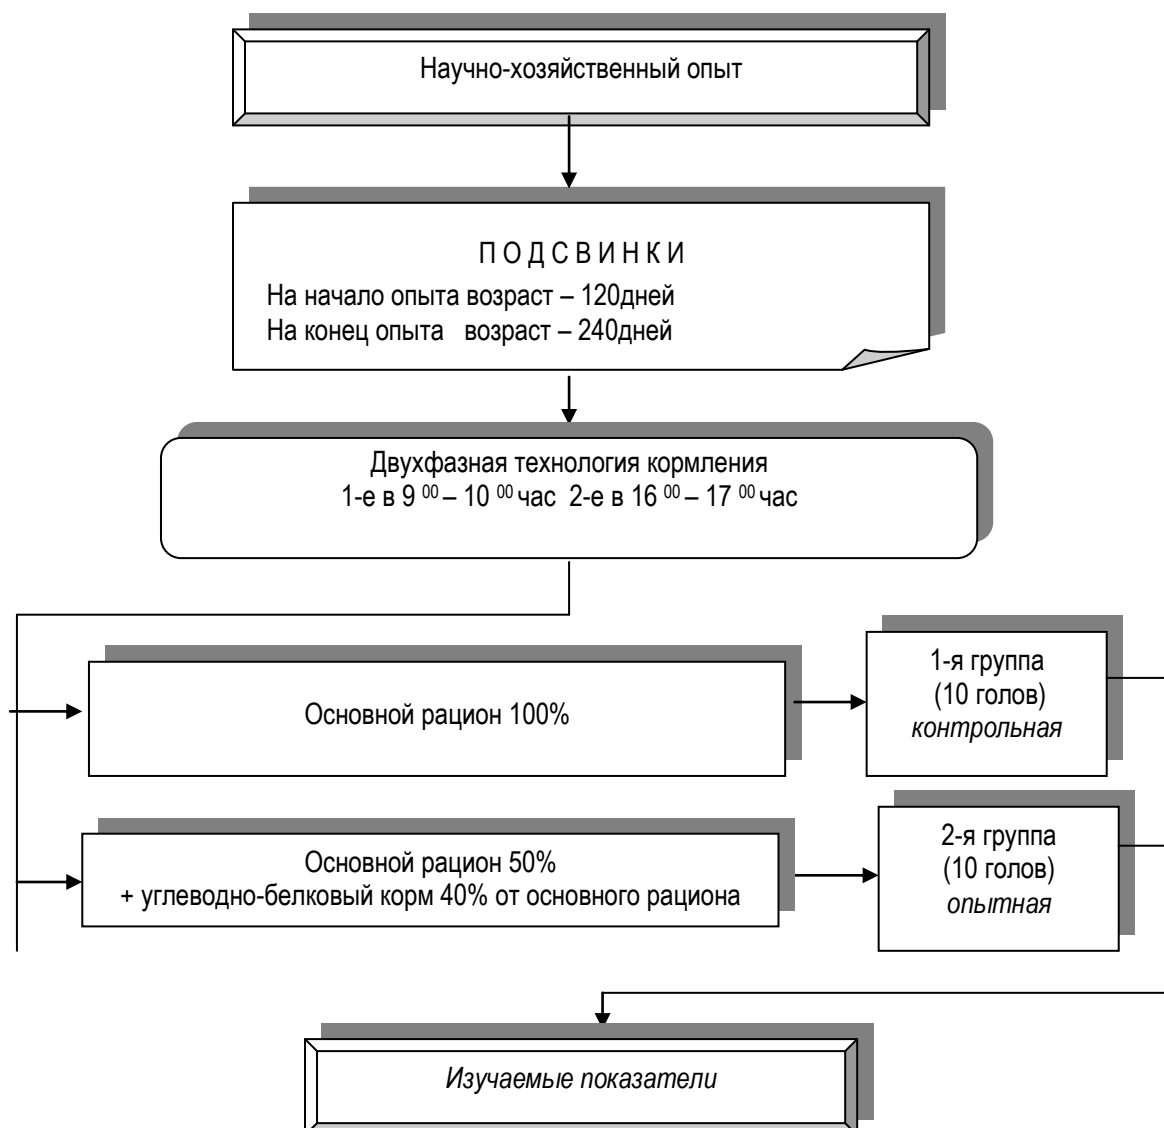 Научно-хозяйственный опыт
П О Д С В И Н К И
На начало опыта возраст – 120дней
На конец опыта возраст – 240дней
Двухфазная технология кормления
1-е в 9 00 – 10 00 час 2-е в 16 00 – 17 00 час
Основной рацион 100%
1-я группа
(10 голов)
контрольная
Основной рацион 50%
+ углеводно-белковый корм 40% от основного рациона
2-я группа
(10 голов)
опытная
Изучаемые показатели